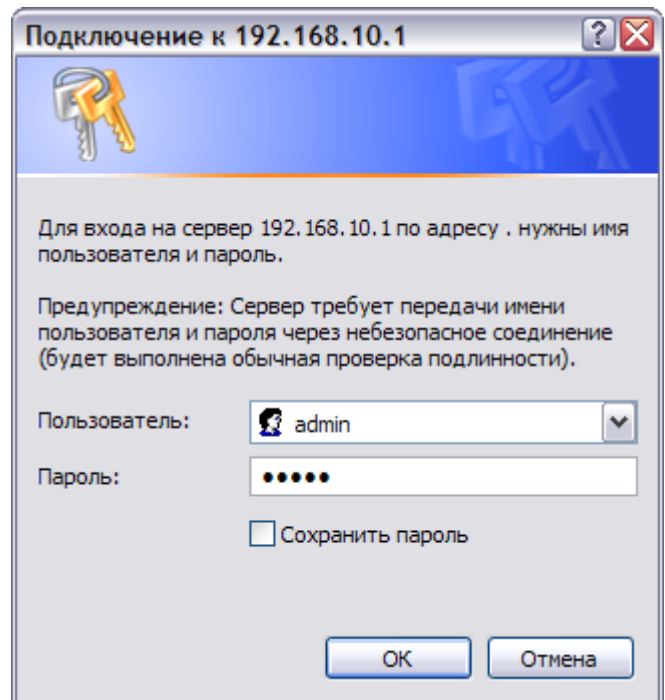 Подключение к 192.168.10.1
Для входа на сервер 192.168.10.1 по адресу . нужны имя
пользователя и пароль.
Предупреждение: Сервер требует передачи имени
пользователя и пароля через небезопасное соединение
(будет выполнена обычная проверка подлинности).
Пользователь: admin
Пароль: •••••
Сохранить пароль
ОК Отмена